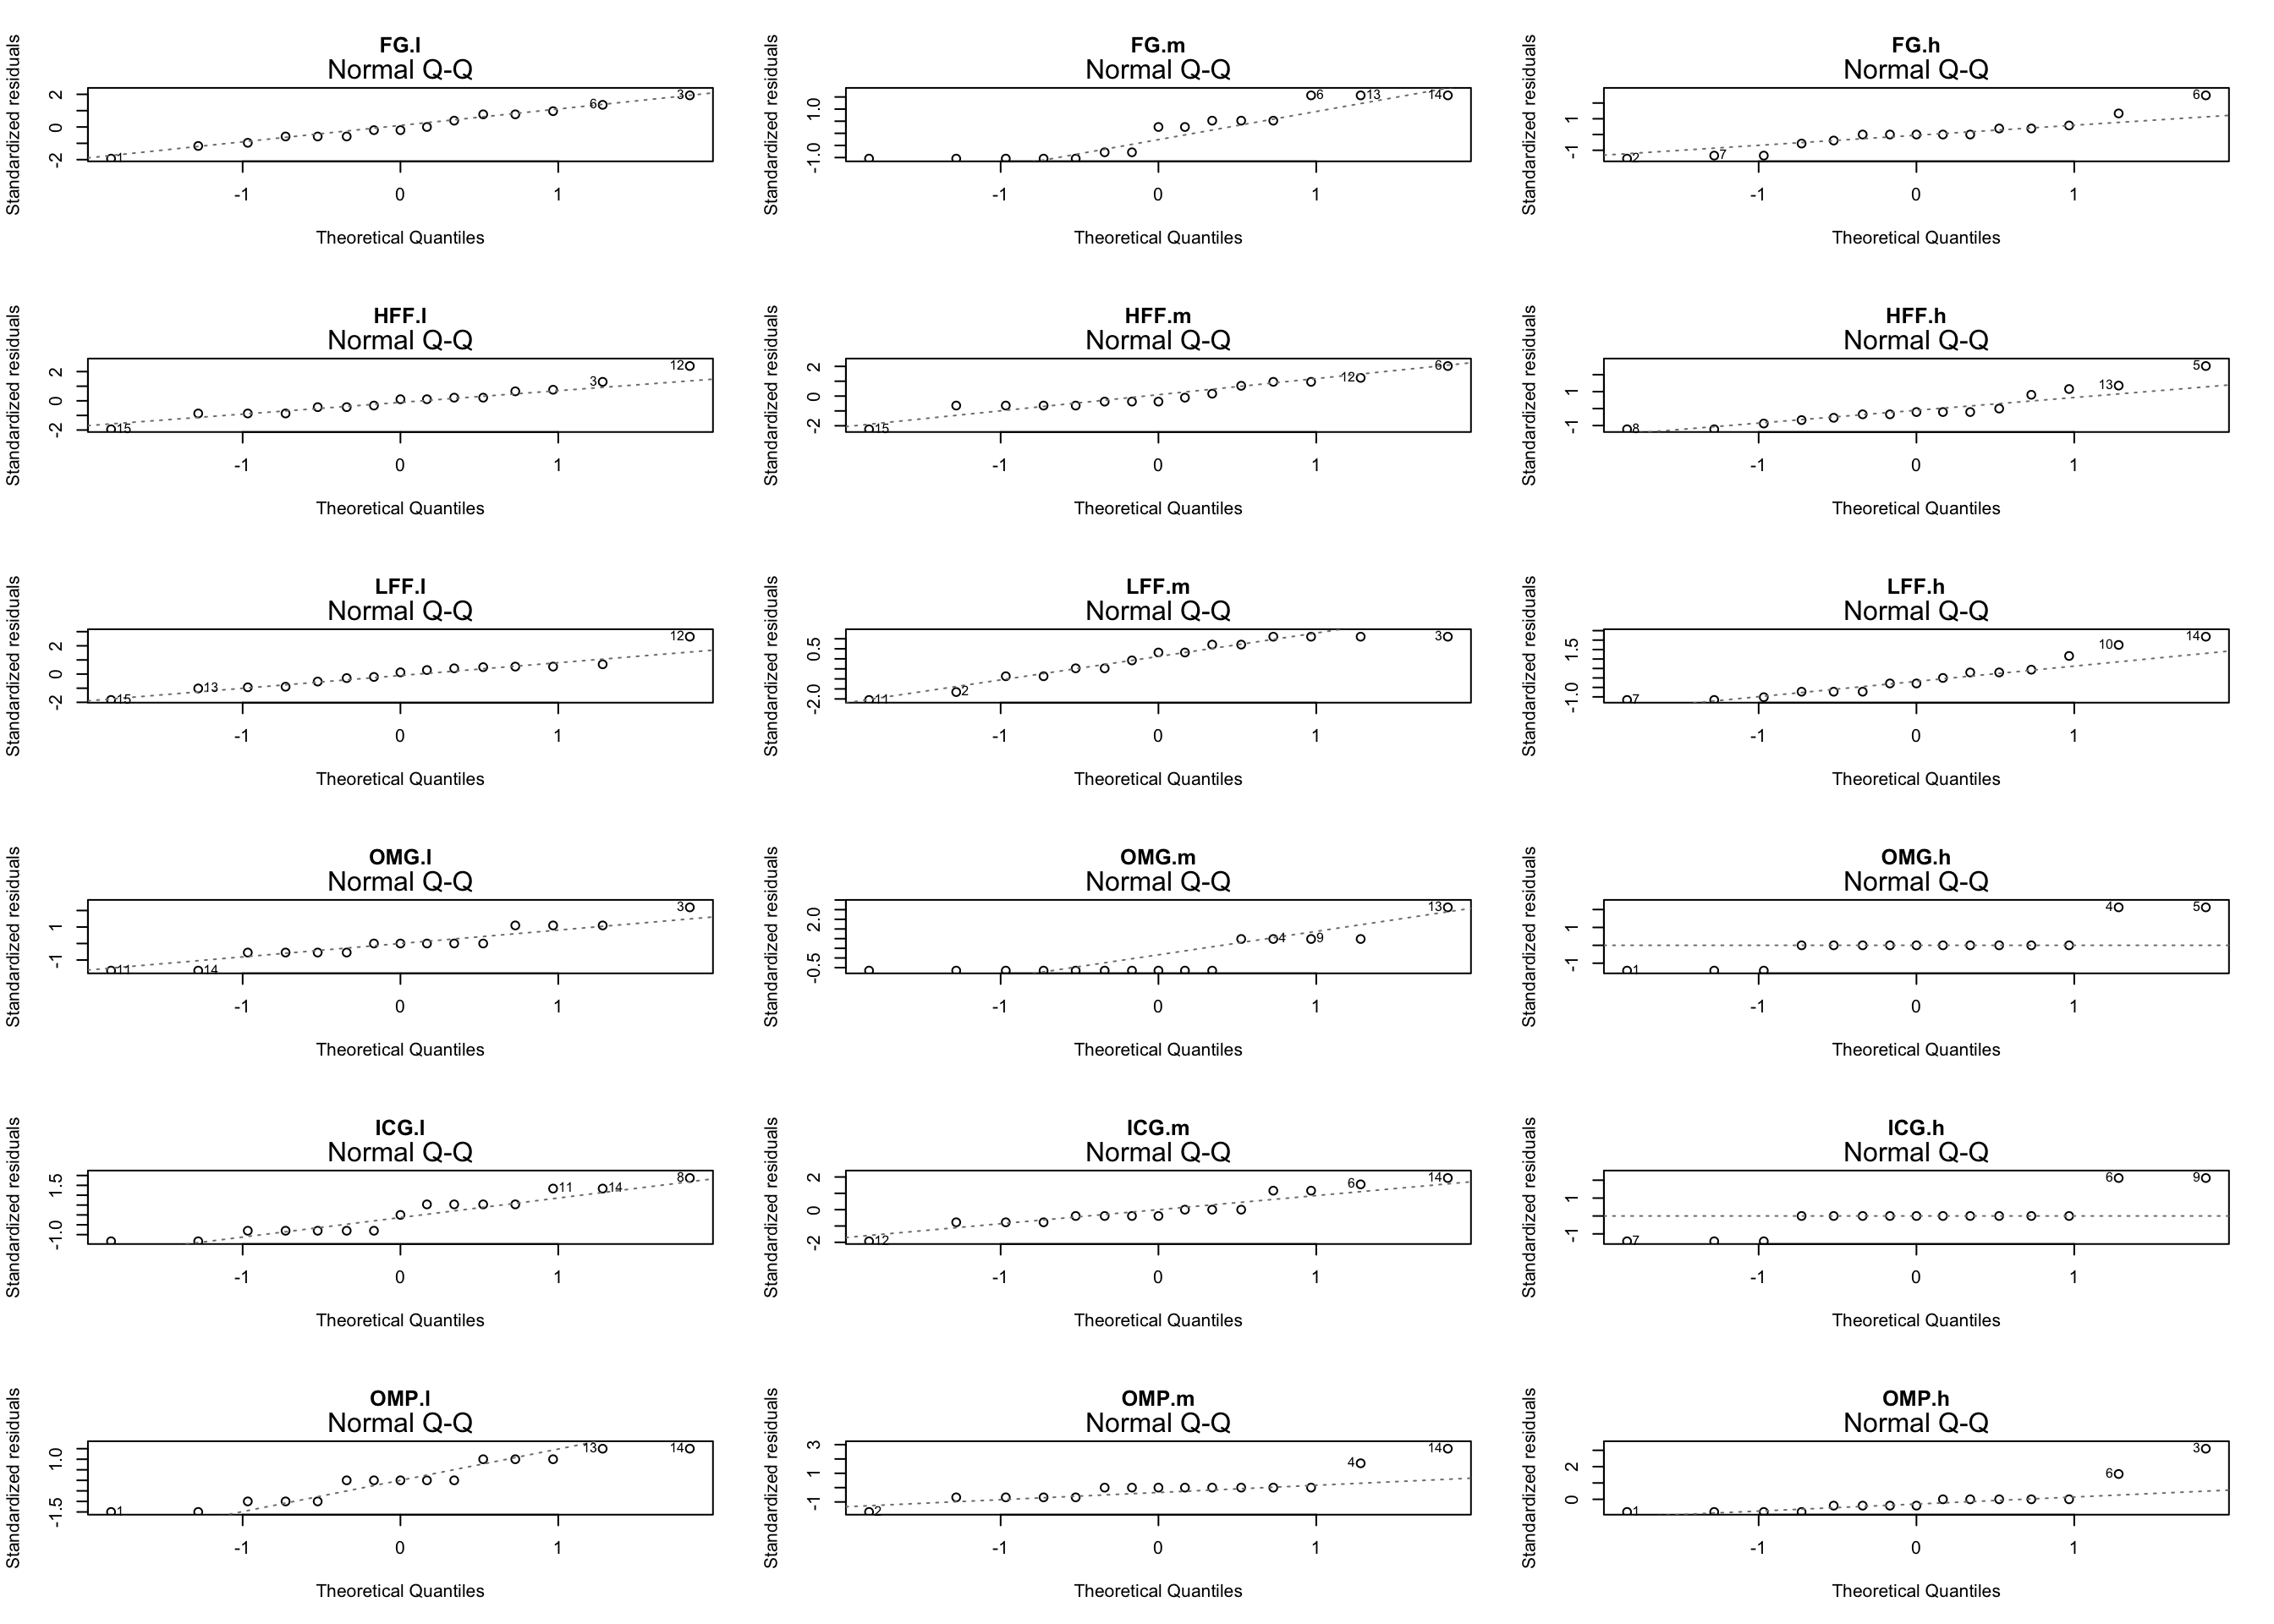 FG.l
Normal Q-Q
Standardized residuals
2
0
-2
1
6
3
-1 0 1
Theoretical Quantiles
FG.m
Normal Q-Q
Standardized residuals
1.0
-1.0
6
13
14
-1 0 1
Theoretical Quantiles
FG.h
Normal Q-Q
Standardized residuals
1
-1
2
7
6
-1 0 1
Theoretical Quantiles
HFF.l
Normal Q-Q
Standardized residuals
2
0
-2
15
3
12
-1 0 1
Theoretical Quantiles
HFF.m
Normal Q-Q
Standardized residuals
2
0
-2
15
12
6
-1 0 1
Theoretical Quantiles
HFF.h
Normal Q-Q
Standardized residuals
1
-1
8
13
5
-1 0 1
Theoretical Quantiles
LFF.l
Normal Q-Q
Standardized residuals
2
0
-2
15
13
12
-1 0 1
Theoretical Quantiles
LFF.m
Normal Q-Q
Standardized residuals
0.5
-2.0
11
2
3
-1 0 1
Theoretical Quantiles
LFF.h
Normal Q-Q
Standardized residuals
1.5
-1.0
7
10
14
-1 0 1
Theoretical Quantiles
OMG.l
Normal Q-Q
Standardized residuals
1
-1
11
14
3
-1 0 1
Theoretical Quantiles
OMG.m
Normal Q-Q
Standardized residuals
2.0
-0.5
4
9
13
-1 0 1
Theoretical Quantiles
OMG.h
Normal Q-Q
Standardized residuals
1
-1
1
4
5
-1 0 1
Theoretical Quantiles
ICG.l
Normal Q-Q
Standardized residuals
1.5
-1.0
11
14
8
-1 0 1
Theoretical Quantiles
ICG.m
Normal Q-Q
Standardized residuals
2
0
-2
12
6
14
-1 0 1
Theoretical Quantiles
ICG.h
Normal Q-Q
Standardized residuals
1
-1
7
6
9
-1 0 1
Theoretical Quantiles
OMP.l
Normal Q-Q
Standardized residuals
1.0
-1.5
1
13
14
-1 0 1
Theoretical Quantiles
OMP.m
Normal Q-Q
Standardized residuals
3
1
-1
2
4
14
-1 0 1
Theoretical Quantiles
OMP.h
Normal Q-Q
Standardized residuals
2
0
1
6
3
-1 0 1
Theoretical Quantiles